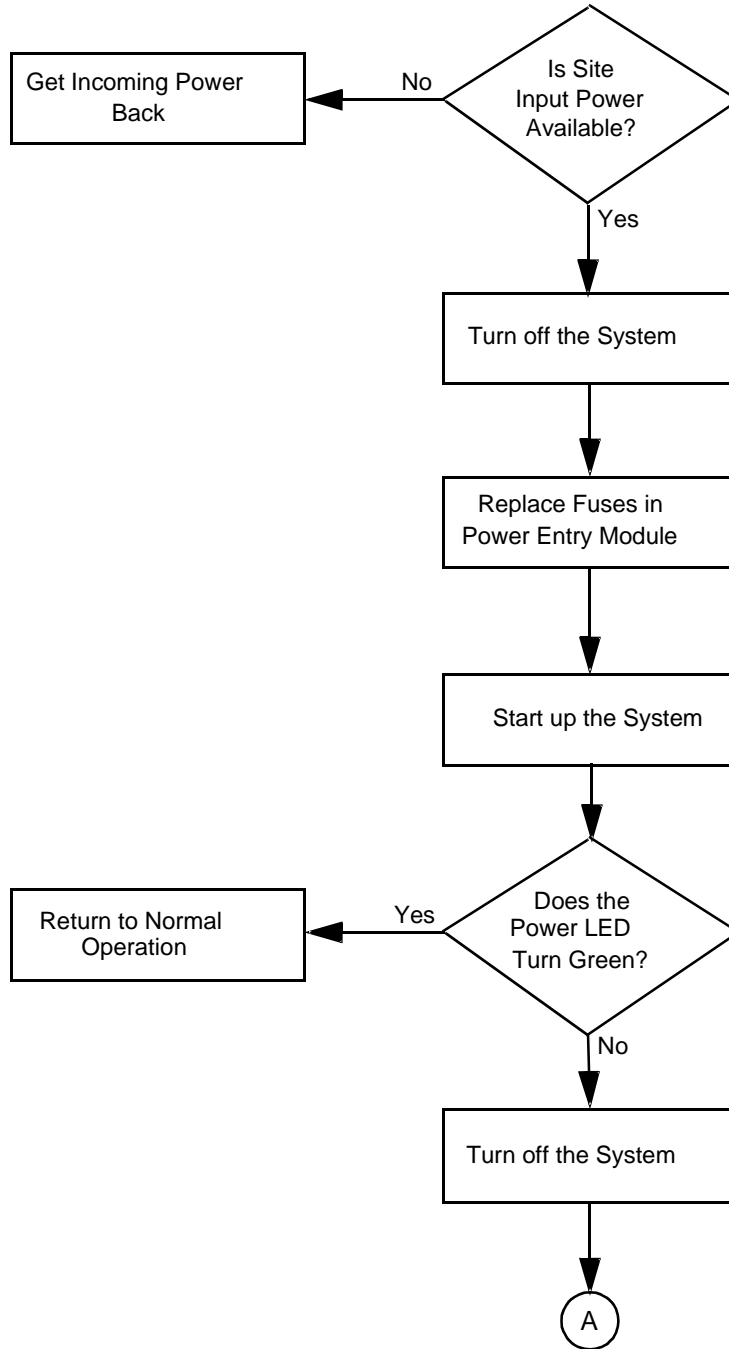 Is Site
Input Power
Available?
No
Get Incoming Power
Back
Yes
Turn off the System
Replace Fuses in
Power Entry Module
Start up the System
Does the
Power LED
Turn Green?
Yes
Return to Normal
Operation
No
Turn off the System
A